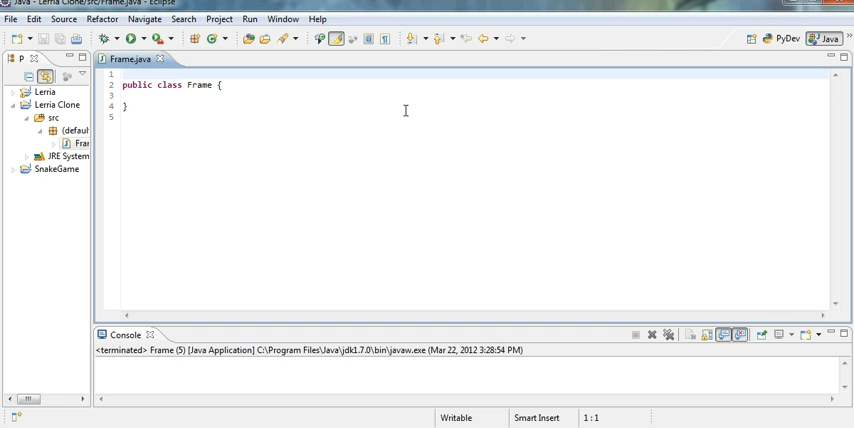 Java - Lerria Clone/src/Frame.java - Eclipse
File Edit Source Refactor Navigate Search Project Run Window Help
PyDev Java
P
Frame.java
Lerria
Lerria Clone
src
(defaul
Fra
JRE System
SnakeGame
1
2 public class Frame {
3
4 }
5
Console
<terminated> Frame (5) [Java Application] C:\Program Files\Java\jdk1.7.0\bin\javaw.exe (Mar 22, 2012 3:28:54 PM)
Writable Smart Insert 1 : 1